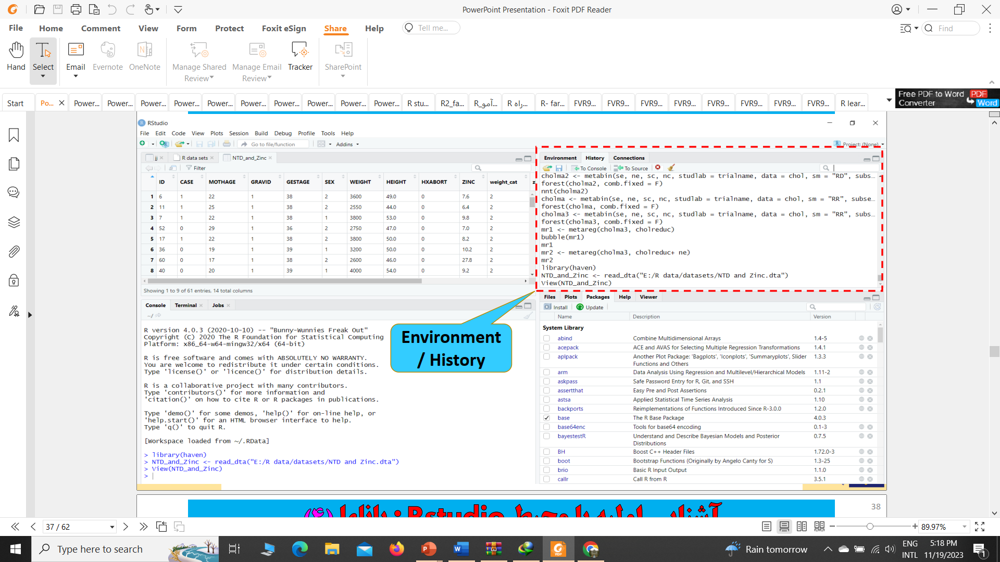 PowerPoint Presentation - Foxit PDF Reader
File Home Comment View Form Protect Foxit eSign Share Help Tell me... Find
Hand Select Email Evernote OneNote Manage Shared Review Manage Email Review Tracker SharePoint
Start Po... Power... Power... Power... Power... Power... Power... Power... Power... Power... Power... R stu... R2_fa... R_آمو... R راه... R- far... FVR9... FVR9... FVR9... FVR9... FVR9... FVR9... FVR9... FVR9... R lear...
Free PDF to Word PDF
Converter Word
RStudio
File Edit Code View Plots Session Build Debug Profile Tools Help
Go to file/function Addins Project: (None)
jj R data sets NTD_and_Zinc
Filter
ID CASE MOTHAGE GRAVID GESTAGE SEX WEIGHT HEIGHT HXABORT ZINC weight_cat z
1 6 1 22 1 38 2 3600 49.0 0 7.6 2
2 11 1 25 1 38 2 2550 44.0 0 6.4 2
3 7 1 22 1 38 1 3800 53.0 0 9.8 2
4 52 0 29 1 36 2 2750 47.0 0 7.0 2
5 17 1 22 1 38 2 3800 50.0 0 8.2 2
6 36 0 19 1 39 1 3200 50.0 0 10.2 2
7 60 0 17 1 38 2 2600 46.0 0 27.8 2
8 40 0 20 1 39 1 4000 54.0 0 9.2 2
Showing 1 to 9 of 61 entries, 14 total columns
Environment History Connections
To Console To Source
cholma2 <- metabin(se, ne, sc, nc, studlab = trialname, data = chol, sm = "RD", subs...
forest(cholma2, comb.fixed = F)
nnt(cholma2)
cholma <- metabin(se, ne, sc, nc, studlab = trialname, data = chol, sm = "RR", subse...
forest(cholma, comb.fixed = F)
cholma3 <- metabin(se, ne, sc, nc, studlab = trialname, data = chol, sm = "RR", subs...
forest(cholma3, comb.fixed = F)
mr1 <- metareg(cholma3, cholreduc)
bubble(mr1)
mr1
mr2 <- metareg(cholma3, cholreduc+ ne)
mr2
library(haven)
NTD_and_Zinc <- read_dta("E:/R data/datasets/NTD and Zinc.dta")
View(NTD_and_Zinc)
Console Terminal Jobs
~/
R version 4.0.3 (2020-10-10) -- "Bunny-Wunnies Freak Out"
Copyright (C) 2020 The R Foundation for Statistical Computing
Platform: x86_64-w64-mingw32/x64 (64-bit)
R is free software and comes with ABSOLUTELY NO WARRANTY.
You are welcome to redistribute it under certain conditions.
Type 'license()' or 'licence()' for distribution details.
R is a collaborative project with many contributors.
Type 'contributors()' for more information and
'citation()' on how to cite R or R packages in publications.
Type 'demo()' for some demos, 'help()' for on-line help, or
'help.start()' for an HTML browser interface to help.
Type 'q()' to quit R.
[Workspace loaded from ~/.RData]
> library(haven)
> NTD_and_Zinc <- read_dta("E:/R data/datasets/NTD and Zinc.dta")
> View(NTD_and_Zinc)
>
Environment
/ History
Files Plots Packages Help Viewer
Install Update
Name Description Version
System Library
abind Combine Multidimensional Arrays 1.4-5
acepack ACE and AVAS for Selecting Multiple Regression Transformations 1.4.1
aplpack Another Plot Package: 'Bagplots', 'Iconplots', 'Summaryplots', Slider 1.3.3
Functions and Others
arm Data Analysis Using Regression and Multilevel/Hierarchical Models 1.11-2
askpass Safe Password Entry for R, Git, and SSH 1.1
assertthat Easy Pre and Post Assertions 0.2.1
astsa Applied Statistical Time Series Analysis 1.10
backports Reimplementations of Functions Introduced Since R-3.0.0 1.2.0
base The R Base Package 4.0.3
base64enc Tools for base64 encoding 0.1-3
bayestestR Understand and Describe Bayesian Models and Posterior 0.7.5
Distributions
BH Boost C++ Header Files 1.72.0-3
boot Bootstrap Functions (Originally by Angelo Canty for S) 1.3-25
brio Basic R Input Output 1.1.0
callr Call R from R 3.5.1
38
37 / 62
89.97%
Type here to search
Rain tomorrow
ENG
INTL
5:18 PM
11/19/2023
1